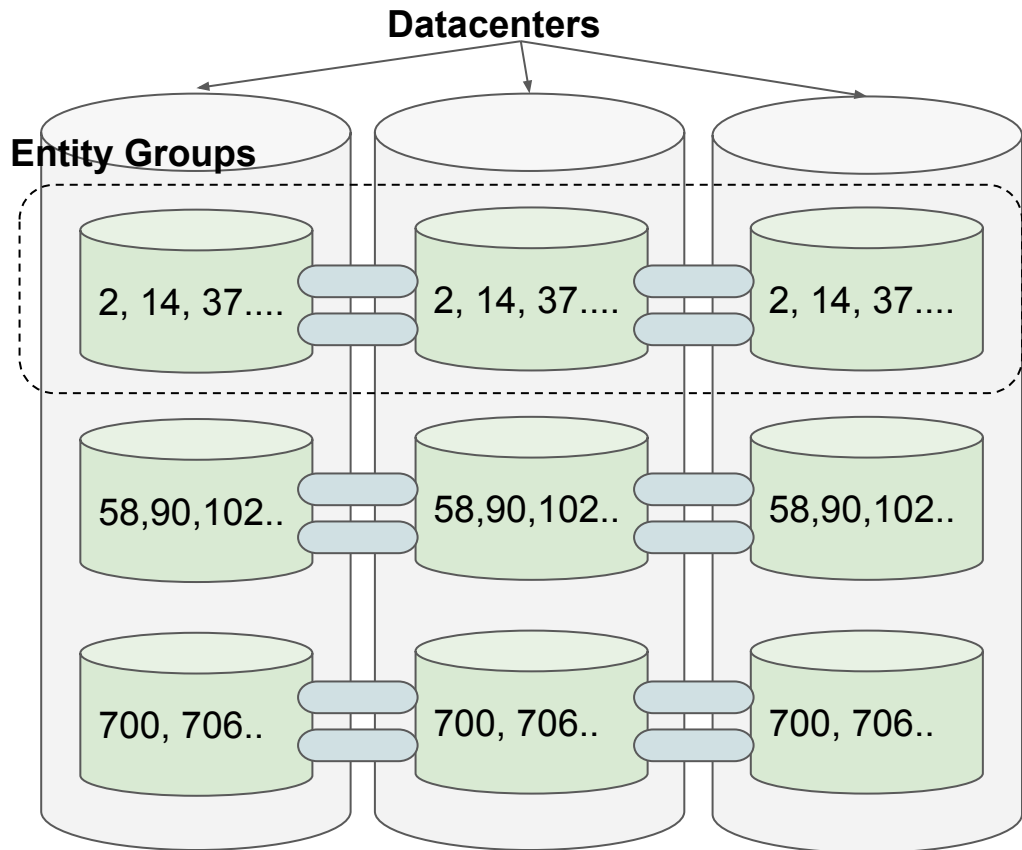 Datacenters
Entity Groups
2, 14, 37....
2, 14, 37....
2, 14, 37....
58,90,102..
58,90,102..
58,90,102..
700, 706..
700, 706..
700, 706..